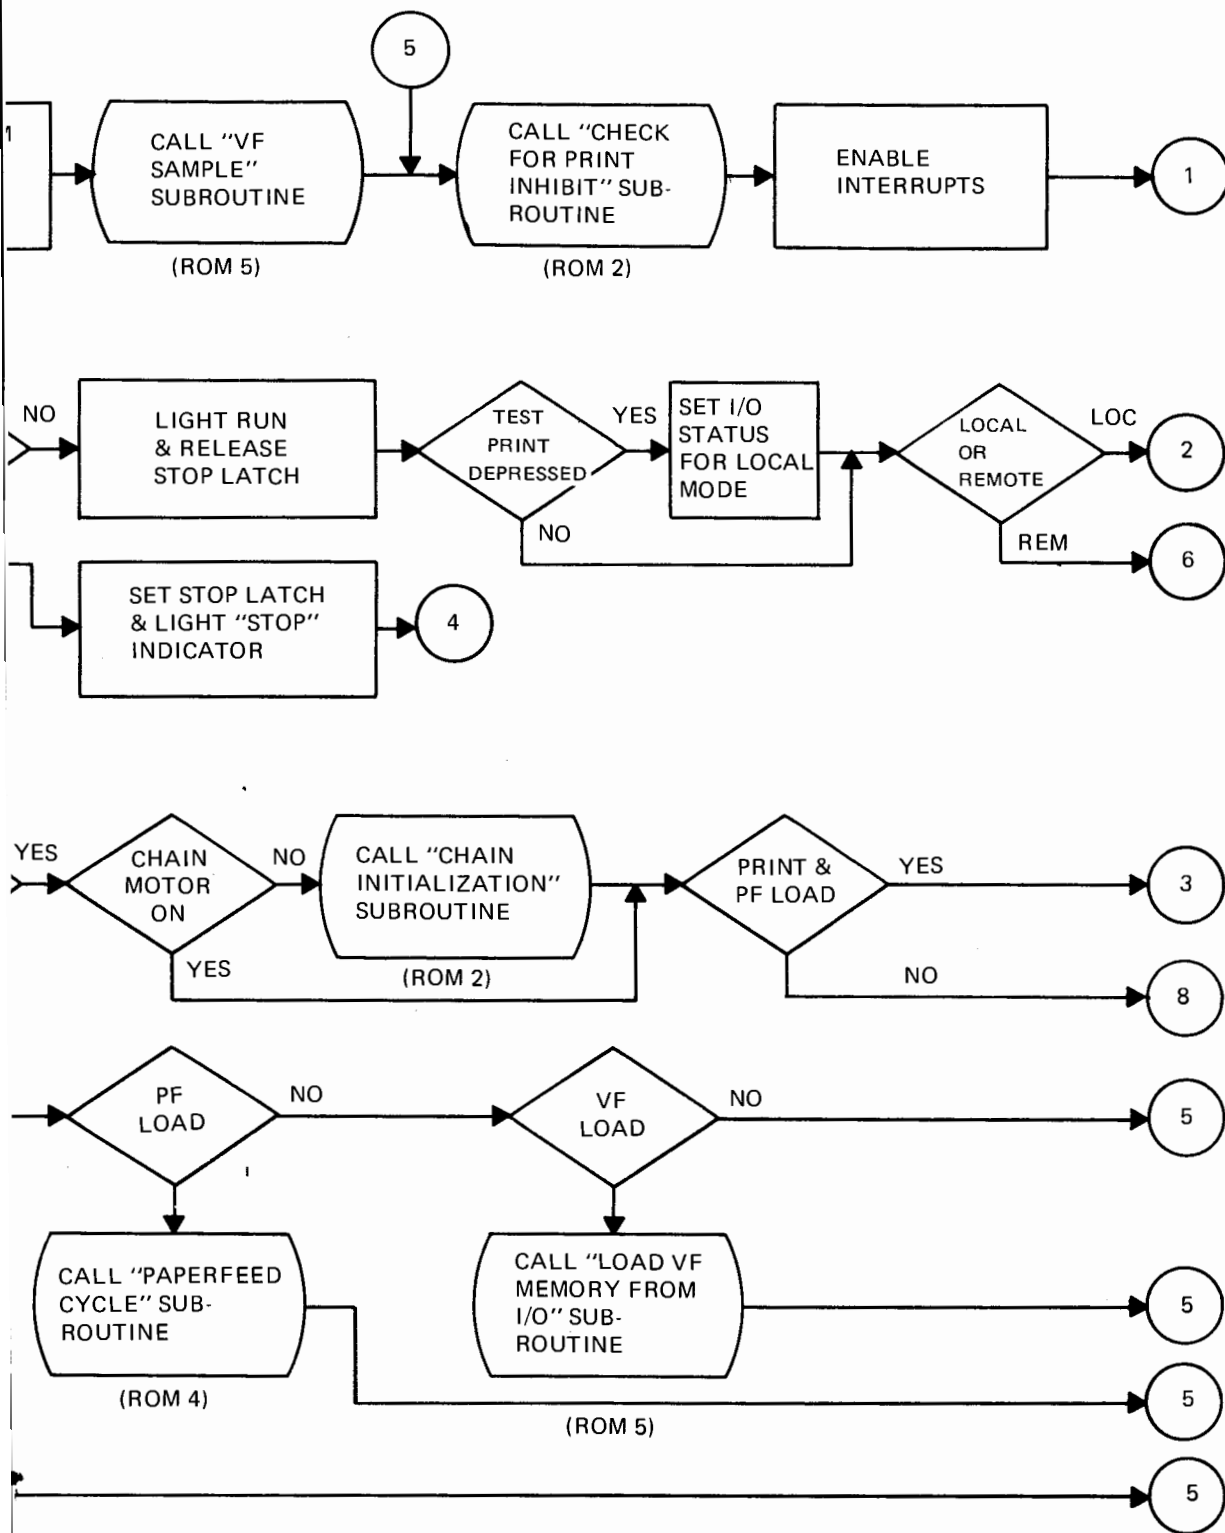 5
CALL "VF
SAMPLE"
SUBROUTINE
(ROM 5)
CALL "CHECK
FOR PRINT
INHIBIT" SUB-
ROUTINE
(ROM 2)
ENABLE
INTERRUPTS
1
NO
LIGHT RUN
& RELEASE
STOP LATCH
TEST
PRINT
DEPRESSED
YES
NO
SET I/O
STATUS
FOR LOCAL
MODE
LOCAL
OR
REMOTE
LOC
2
REM
6
SET STOP LATCH
& LIGHT "STOP"
INDICATOR
4
YES
CHAIN
MOTOR
ON
NO
YES
CALL "CHAIN
INITIALIZATION"
SUBROUTINE
(ROM 2)
PRINT &
PF LOAD
YES
3
NO
8
PF
LOAD
NO
VF
LOAD
NO
5
CALL "PAPERFEED
CYCLE" SUB-
ROUTINE
(ROM 4)
CALL "LOAD VF
MEMORY FROM
I/O" SUB-
ROUTINE
(ROM 5)
5
5
5